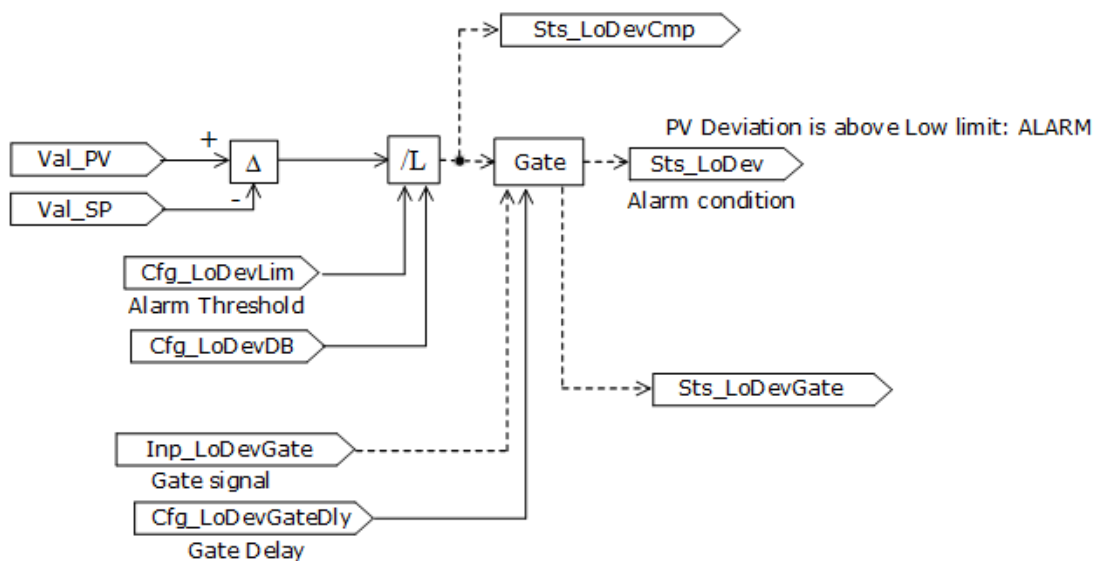 Sts_LoDevCmp
PV Deviation is above Low limit: ALARM
+
Val_PV
Δ
/L
Gate
Sts_LoDev
-
Val_SP
Alarm condition
Cfg_LoDevLim
Alarm Threshold
Cfg_LoDevDB
Sts_LoDevGate
Inp_LoDevGate
Gate signal
Cfg_LoDevGateDly
Gate Delay